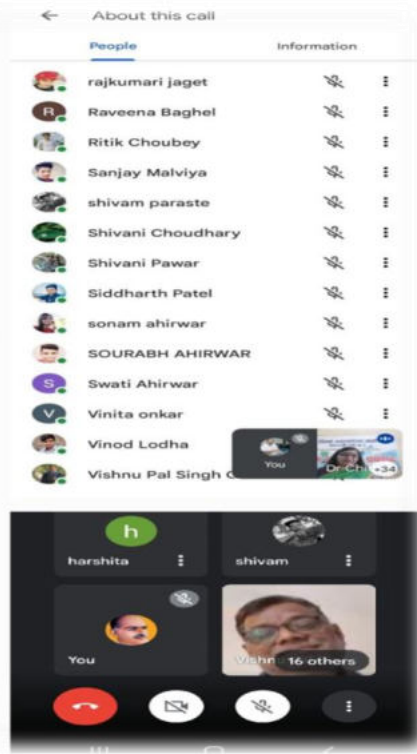 ← About this call
People Information
rajkumari jaget
R Raveena Baghel
Ritik Choubey
Sanjay Malviya
shivam paraste
Shivani Choudhary
Shivani Pawar
Siddharth Patel
sonam ahirwar
SOURABH AHIRWAR
S Swati Ahirwar
V Vinita onkar
Vinod Lodha
Vishnu Pal Singh
You Dr +34
h
harshita shivam
You 16 others